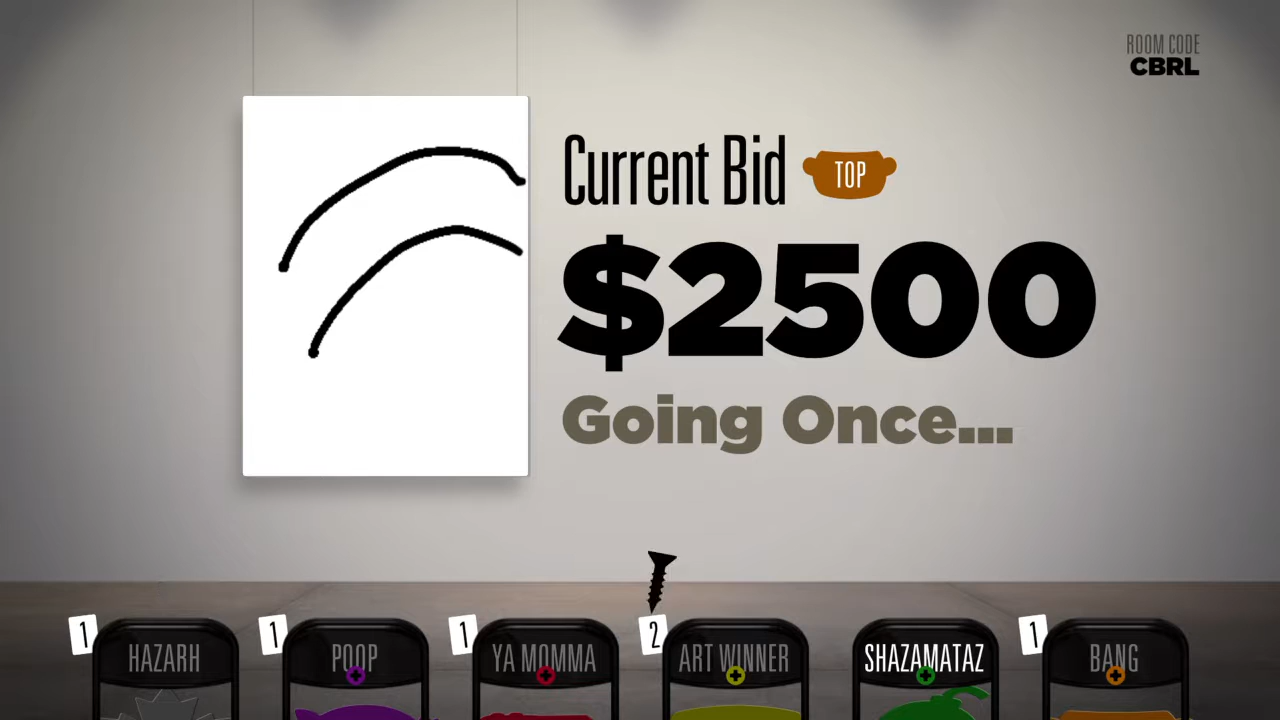 ROOM CODE
CBRL
Current Bid
TOP
$2500
Going Once...
1 HAZARH
1 POOP
1 YA MOMMA
2 ART WINNER
SHAZAMATAZ
1 BANG